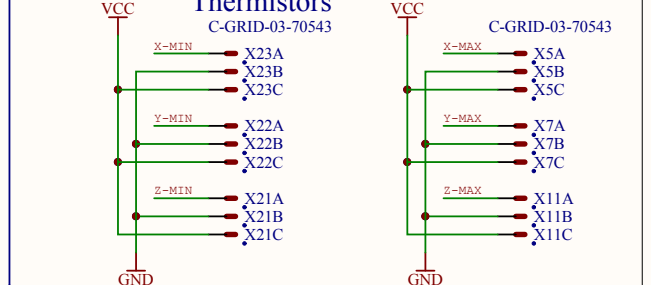 Thermistors
VCC
VCC
C-GRID-03-70543
C-GRID-03-70543
X-MIN
X23A
X23B
X23C
Y-MIN
X22A
X22B
X22C
Z-MIN
X21A
X21B
X21C
GND
X-MAX
X5A
X5B
X5C
Y-MAX
X7A
X7B
X7C
Z-MAX
X11A
X11B
X11C
GND